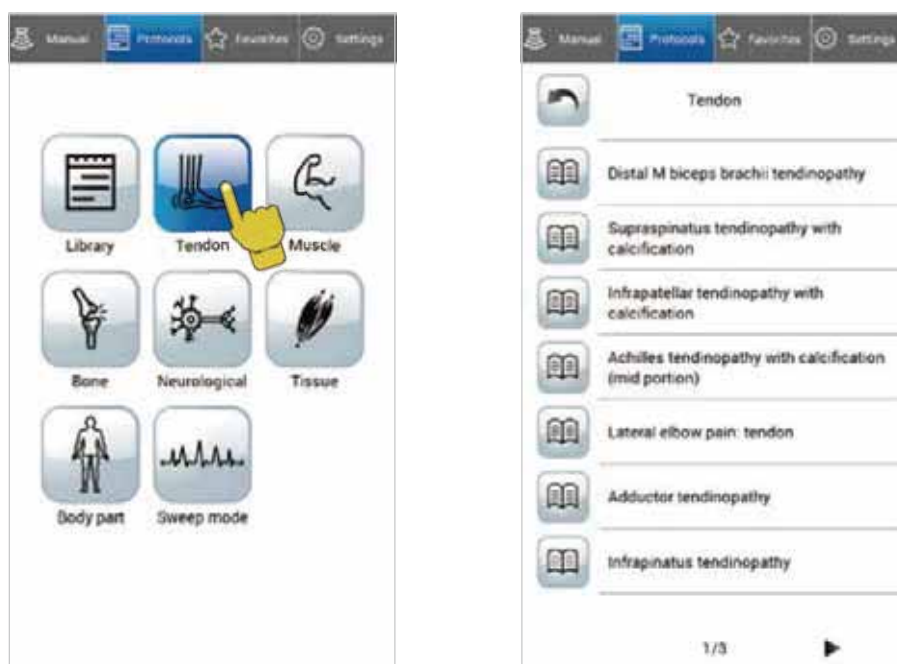 Manual Protocols Favorites Settings
Library Tendon Muscle
Bone Neurological Tissue
Body part Sweep mode
Manual Protocols Favorites Settings
Tendon
Distal M biceps brachii tendinopathy
Supraspinatus tendinopathy with
calcification
Infrapatellar tendinopathy with
calcification
Achilles tendinopathy with calcification
(mid portion)
Lateral elbow pain: tendon
Adductor tendinopathy
Infrapinatus tendinopathy
1/3